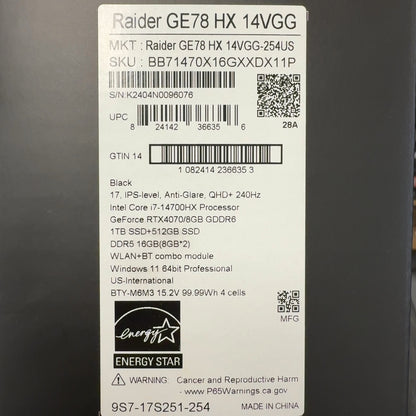 Raider GE78 HX 14VGG
MKT : Raider GE78 HX 14VGG-254US
SKU : BB71470X16GXXDX11P
S/N:K2404N0096076
UPC
8 24142 36635 6
28A
GTIN 14
1 082414 236635 3
Black
17, IPS-level, Anti-Glare, QHD+ 240Hz
Intel Core i7-14700HX Processor
GeForce RTX4070/8GB GDDR6
1TB SSD+512GB SSD
DDR5 16GB(8GB*2)
WLAN+BT combo module
Windows 11 64bit Professional
US-International
BTY-M6M3 15.2V 99.99Wh 4 cells
MFG
energy
ENERGY STAR
WARNING: Cancer and Reproductive Harm
- www.P65Warnings.ca.gov
9S7-17S251-254 MADE IN CHINA